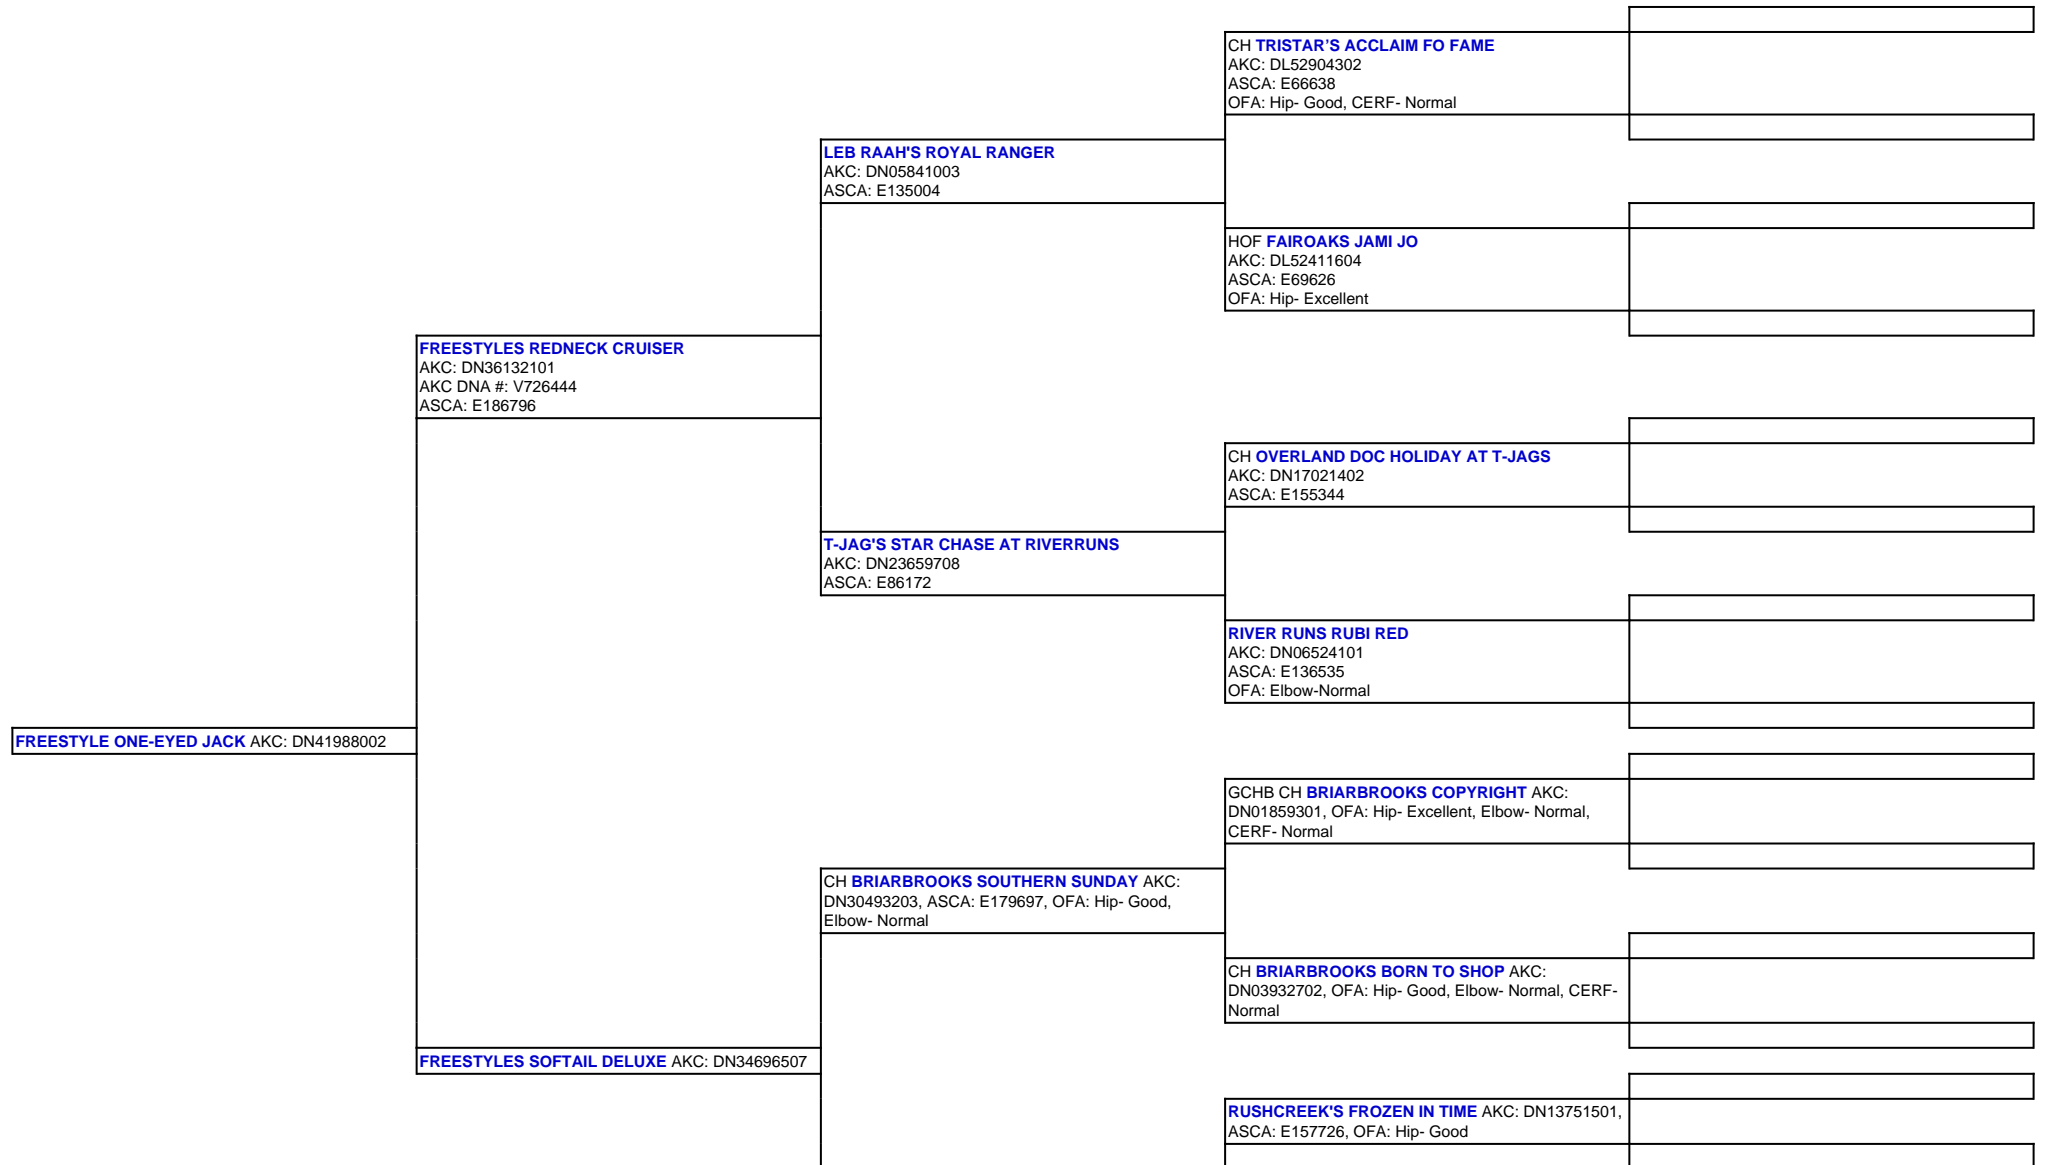 CH TRISTAR’S ACCLAIM FO FAME
AKC: DL52904302
ASCA: E66638
OFA: Hip- Good, CERF- Normal
LEB RAAH'S ROYAL RANGER
AKC: DN05841003
ASCA: E135004
HOF FAIROAKS JAMI JO
AKC: DL52411604
ASCA: E69626
OFA: Hip- Excellent
FREESTYLES REDNECK CRUISER
AKC: DN36132101
AKC DNA #: V726444
ASCA: E186796
CH OVERLAND DOC HOLIDAY AT T-JAGS
AKC: DN17021402
ASCA: E155344
T-JAG'S STAR CHASE AT RIVERRUNS
AKC: DN23659708
ASCA: E86172
RIVER RUNS RUBI RED
AKC: DN06524101
ASCA: E136535
OFA: Elbow-Normal
FREESTYLE ONE-EYED JACK AKC: DN41988002
GCHB CH BRIARBROOKS COPYRIGHT AKC:
DN01859301, OFA: Hip- Excellent, Elbow- Normal,
CERF- Normal
CH BRIARBROOKS SOUTHERN SUNDAY AKC:
DN30493203, ASCA: E179697, OFA: Hip- Good,
Elbow- Normal
CH BRIARBROOKS BORN TO SHOP AKC:
DN03932702, OFA: Hip- Good, Elbow- Normal, CERF-
Normal
FREESTYLES SOFTAIL DELUXE AKC: DN34696507
RUSHCREEK'S FROZEN IN TIME AKC: DN13751501,
ASCA: E157726, OFA: Hip- Good